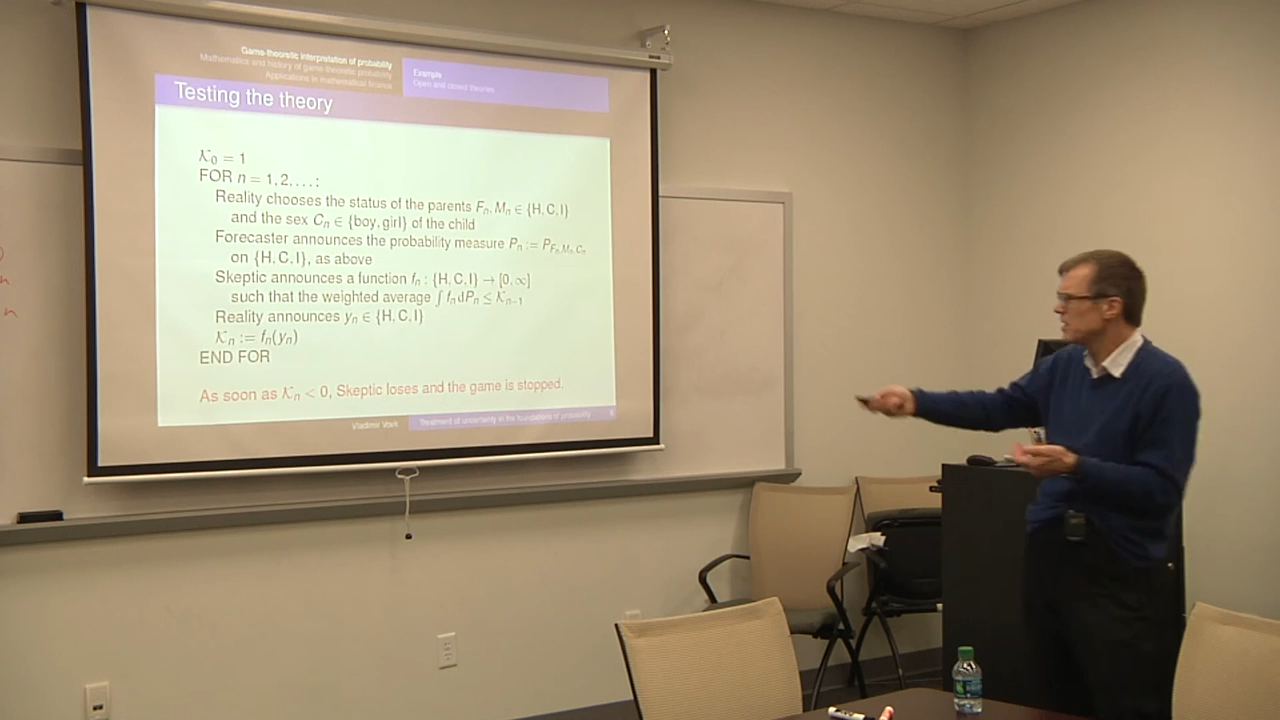 Game-theoretic interpretation of probability
Mathematics and history of game-theoretic probability
Applications in mathematical finance
Example
Open and closed theories
Testing the theory
𝒦₀ = 1
FOR n = 1, 2, . . . :
Reality chooses the status of the parents Fₙ, Mₙ ∈ {H, C, I}
and the sex Cₙ ∈ {boy, girl} of the child
Forecaster announces the probability measure Pₙ := P_{Fₙ,Mₙ,Cₙ}
on {H, C, I}, as above
Skeptic announces a function fₙ : {H, C, I} → [0, ∞]
such that the weighted average ∫ fₙdPₙ ≤ 𝒦ₙ₋₁
Reality announces yₙ ∈ {H, C, I}
𝒦ₙ := fₙ(yₙ)
END FOR
As soon as 𝒦ₙ < 0, Skeptic loses and the game is stopped.
Vladimir Vovk
Treatment of uncertainty in the foundations of probability